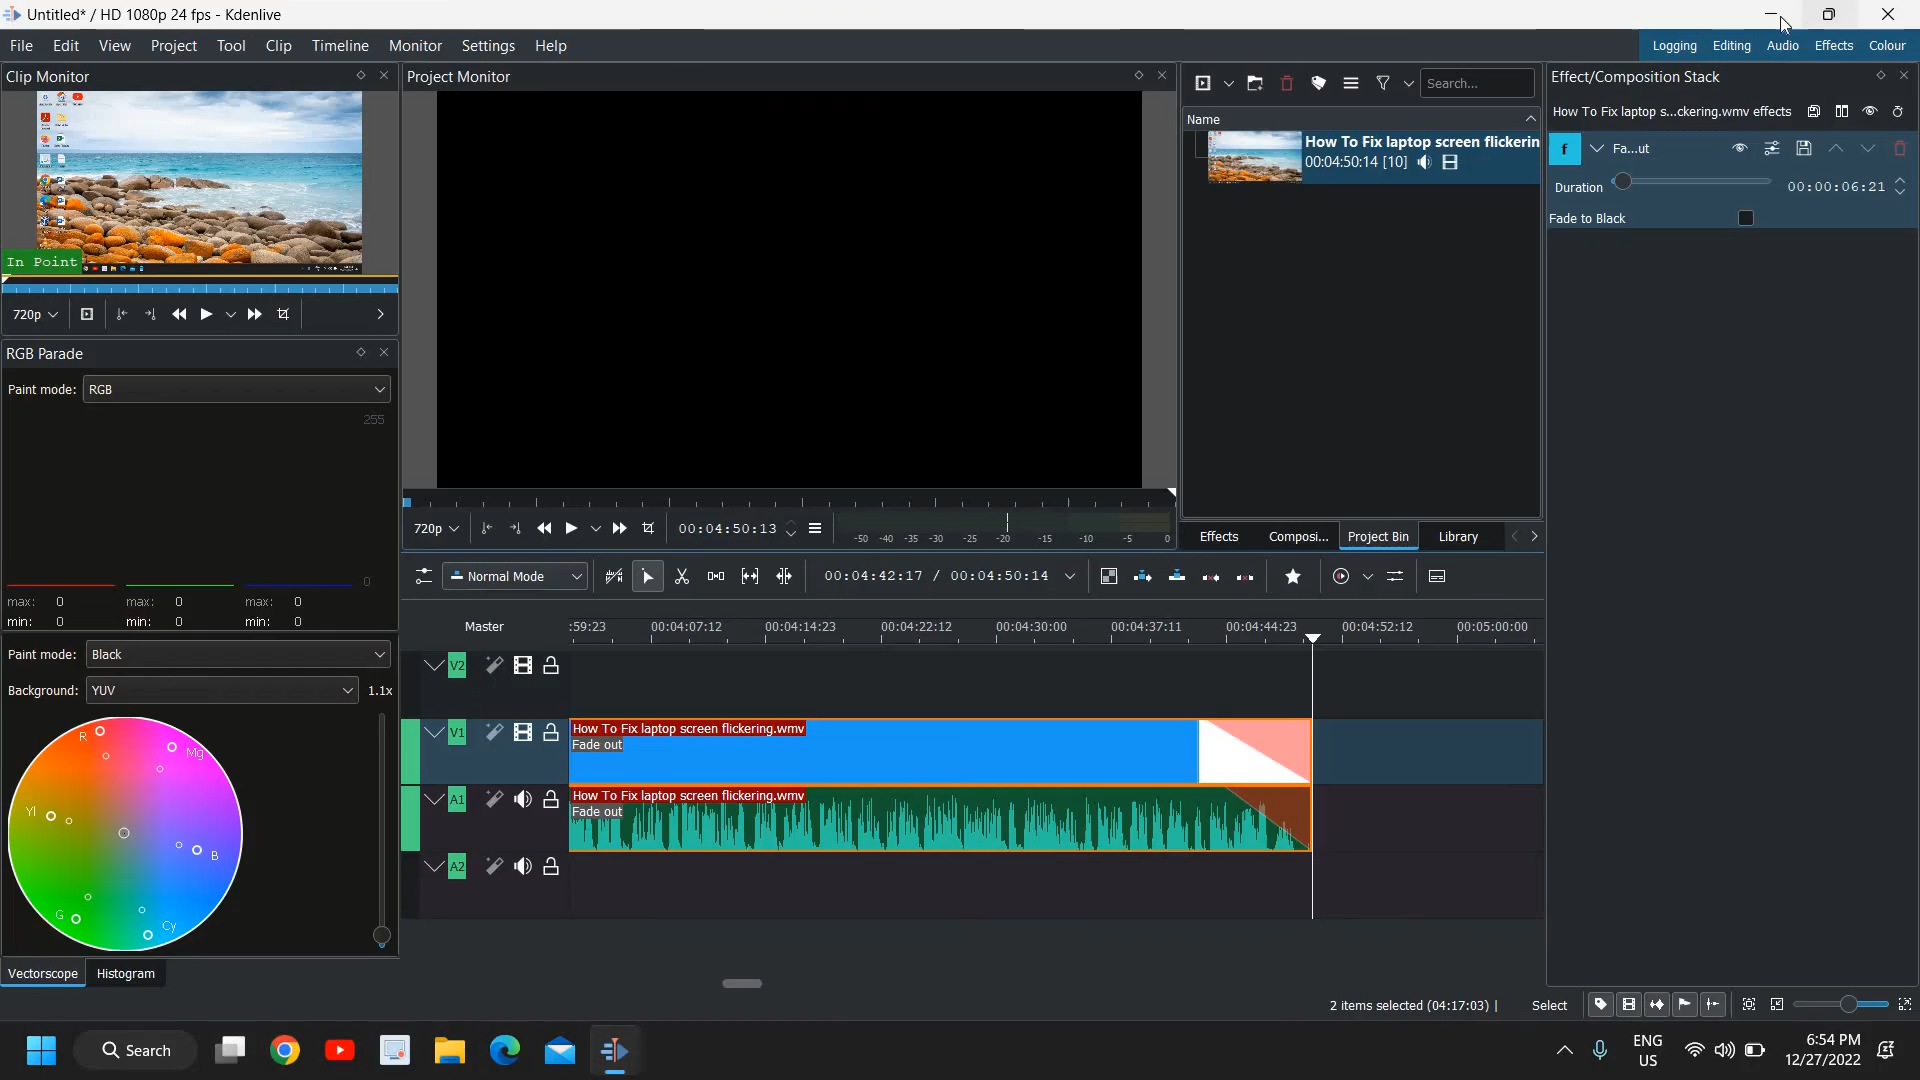 Untitled* / HD 1080p 24 fps - Kdenlive
File Edit View Project Tool Clip Timeline Monitor Settings Help
Logging Editing Audio Effects Colour
Clip Monitor
In Point
720p
RGB Parade
Paint mode: RGB
255
0
max: 0 max: 0 max: 0
min: 0 min: 0 min: 0
Paint mode: Black
Background: YUV 1.1x
R
Mg
Yl
B
G
Cy
Vectorscope Histogram
Project Monitor
720p 00:04:50:13
-50 -40 -35 -30 -25 -20 -15 -10 -5 0
Search...
Name
How To Fix laptop screen flickerin
00:04:50:14 [10]
Effects Composi... Project Bin Library
Effect/Composition Stack
How To Fix laptop s...ckering.wmv effects
f Fa...ut
Duration 00:00:06:21
Fade to Black
Normal Mode 00:04:42:17 / 00:04:50:14
Master :59:23 00:04:07:12 00:04:14:23 00:04:22:12 00:04:30:00 00:04:37:11 00:04:44:23 00:04:52:12 00:05:00:00
V2
V1
How To Fix laptop screen flickering.wmv
Fade out
A1
How To Fix laptop screen flickering.wmv
Fade out
A2
2 items selected (04:17:03) | Select
Search
ENG
US
6:54 PM
12/27/2022